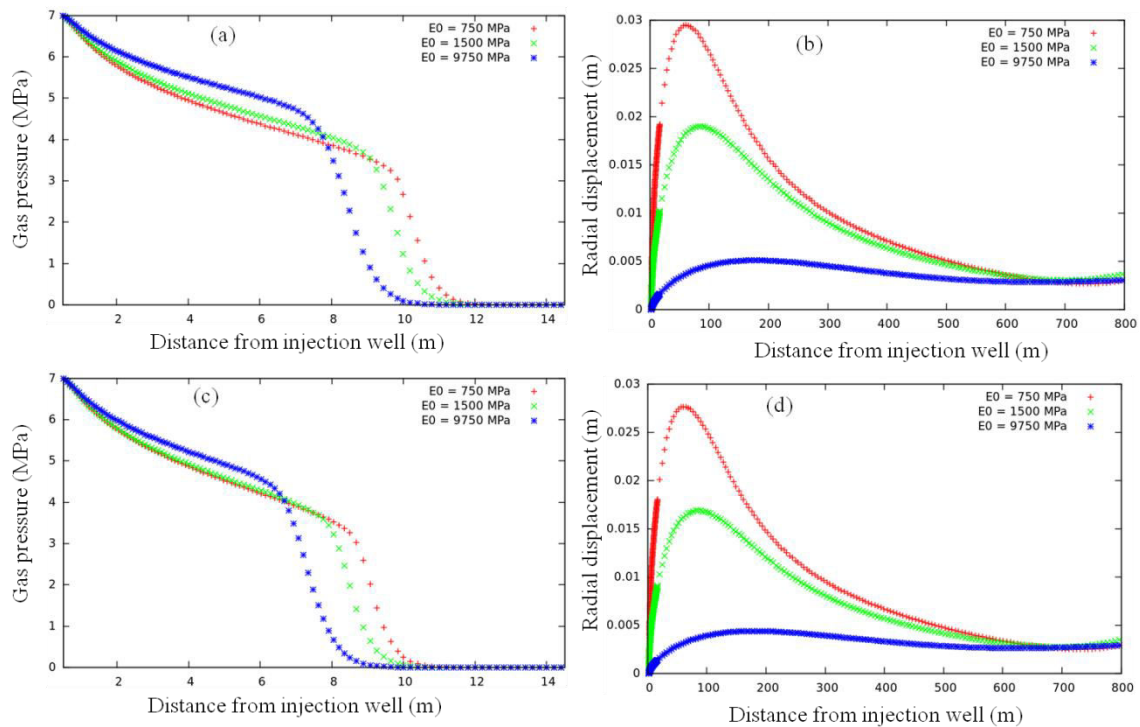 (a)
E0 = 750 MPa
E0 = 1500 MPa
E0 = 9750 MPa
Gas pressure (MPa)
7
6
5
4
3
2
1
0
2 4 6 8 10 12 14
Distance from injection well (m)
(b)
E0 = 750 MPa
E0 = 1500 MPa
E0 = 9750 MPa
Radial displacement (m)
0.03
0.025
0.02
0.015
0.01
0.005
0
0 100 200 300 400 500 600 700 800
Distance from injection well (m)
(c)
E0 = 750 MPa
E0 = 1500 MPa
E0 = 9750 MPa
Gas pressure (MPa)
7
6
5
4
3
2
1
0
2 4 6 8 10 12 14
Distance from injection well (m)
(d)
E0 = 750 MPa
E0 = 1500 MPa
E0 = 9750 MPa
Radial displacement (m)
0.03
0.025
0.02
0.015
0.01
0.005
0
0 100 200 300 400 500 600 700 800
Distance from injection well (m)